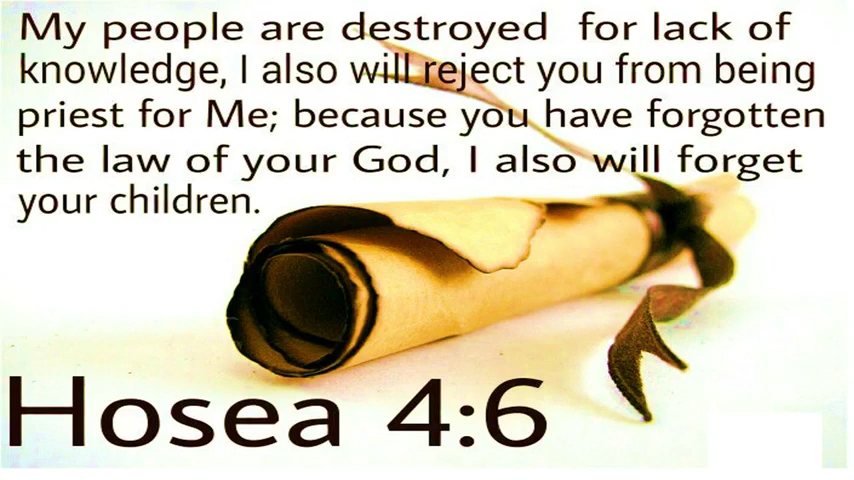 My people are destroyed for lack of
knowledge, I also will reject you from being
priest for Me; because you have forgotten
the law of your God, I also will forget
your children.
Hosea 4:6